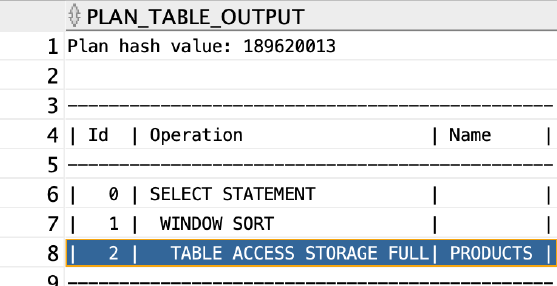 PLAN_TABLE_OUTPUT
1 Plan hash value: 189620013
2
3 -----------------------------------------------
4 | Id  | Operation                  | Name     |
5 -----------------------------------------------
6 |   0 | SELECT STATEMENT           |          |
7 |   1 |  WINDOW SORT               |          |
8 |   2 |   TABLE ACCESS STORAGE FULL| PRODUCTS |
9 -----------------------------------------------